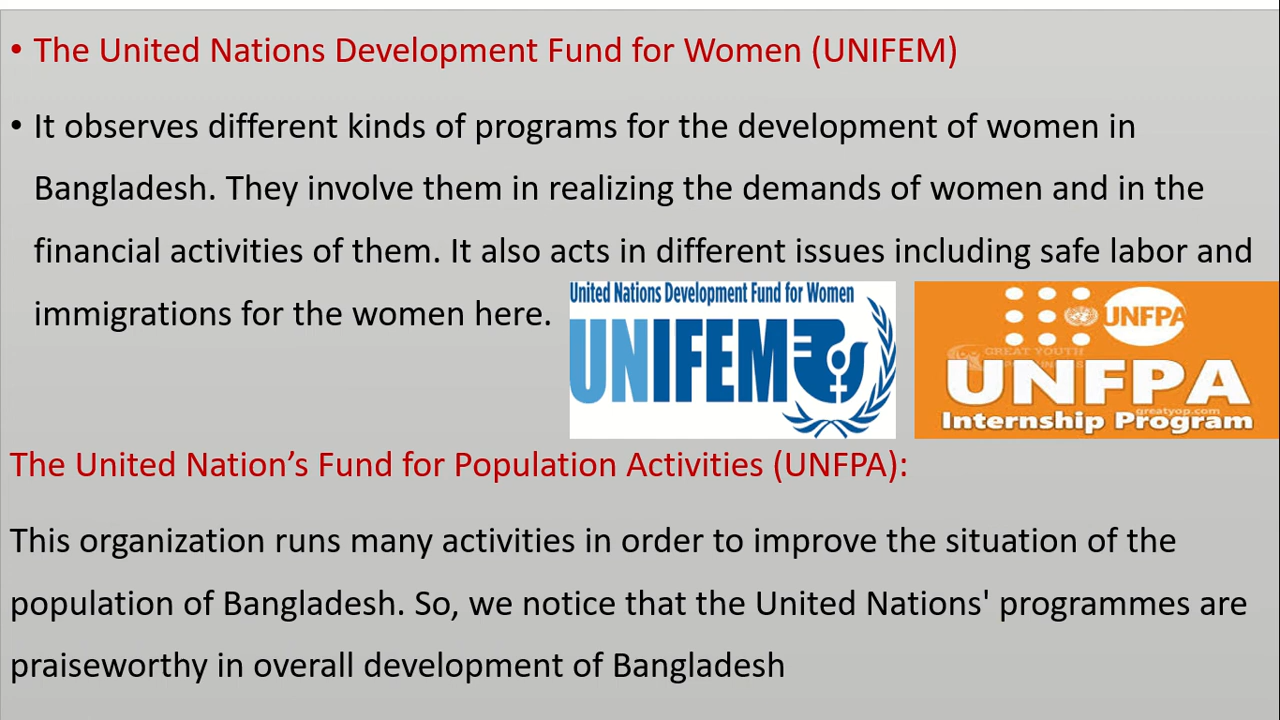 • The United Nations Development Fund for Women (UNIFEM)
• It observes different kinds of programs for the development of women in
Bangladesh. They involve them in realizing the demands of women and in the
financial activities of them. It also acts in different issues including safe labor and
immigrations for the women here.
United Nations Development Fund for Women
UNIFEM
UNFPA
GREAT YOUTH
UNFPA
greatyop.com
Internship Program
The United Nation’s Fund for Population Activities (UNFPA):
This organization runs many activities in order to improve the situation of the
population of Bangladesh. So, we notice that the United Nations' programmes are
praiseworthy in overall development of Bangladesh